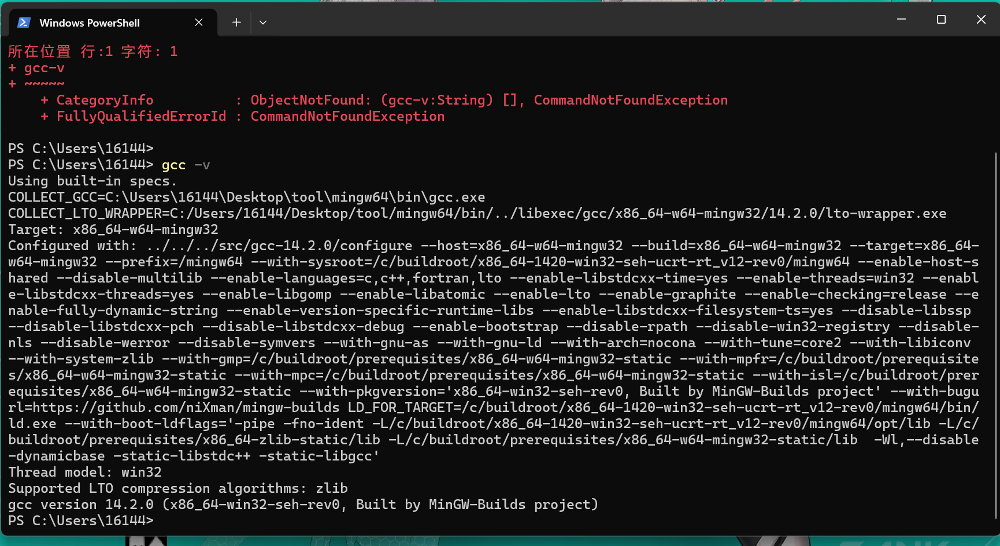 Windows PowerShell
所在位置 行:1 字符: 1
+ gcc-v
+ ~~~~~
    + CategoryInfo          : ObjectNotFound: (gcc-v:String) [], CommandNotFoundException
    + FullyQualifiedErrorId : CommandNotFoundException
PS C:\Users\16144>
PS C:\Users\16144> gcc -v
Using built-in specs.
COLLECT_GCC=C:\Users\16144\Desktop\tool\mingw64\bin\gcc.exe
COLLECT_LTO_WRAPPER=C:/Users/16144/Desktop/tool/mingw64/bin/../libexec/gcc/x86_64-w64-mingw32/14.2.0/lto-wrapper.exe
Target: x86_64-w64-mingw32
Configured with: ../../../src/gcc-14.2.0/configure --host=x86_64-w64-mingw32 --build=x86_64-w64-mingw32 --target=x86_64-
w64-mingw32 --prefix=/mingw64 --with-sysroot=/c/buildroot/x86_64-1420-win32-seh-ucrt-rt_v12-rev0/mingw64 --enable-host-s
hared --disable-multilib --enable-languages=c,c++,fortran,lto --enable-libstdcxx-time=yes --enable-threads=win32 --enabl
e-libstdcxx-threads=yes --enable-libgomp --enable-libatomic --enable-lto --enable-graphite --enable-checking=release --e
nable-fully-dynamic-string --enable-version-specific-runtime-libs --enable-libstdcxx-filesystem-ts=yes --disable-libssp
--disable-libstdcxx-pch --disable-libstdcxx-debug --enable-bootstrap --disable-rpath --disable-win32-registry --disable-
nls --disable-werror --disable-symvers --with-gnu-as --with-gnu-ld --with-arch=nocona --with-tune=core2 --with-libiconv
--with-system-zlib --with-gmp=/c/buildroot/prerequisites/x86_64-w64-mingw32-static --with-mpfr=/c/buildroot/prerequisite
s/x86_64-w64-mingw32-static --with-mpc=/c/buildroot/prerequisites/x86_64-w64-mingw32-static --with-isl=/c/buildroot/prer
equisites/x86_64-w64-mingw32-static --with-pkgversion='x86_64-win32-seh-rev0, Built by MinGW-Builds project' --with-bugu
rl=https://github.com/niXman/mingw-builds LD_FOR_TARGET=/c/buildroot/x86_64-1420-win32-seh-ucrt-rt_v12-rev0/mingw64/bin/
ld.exe --with-boot-ldflags='-pipe -fno-ident -L/c/buildroot/x86_64-1420-win32-seh-ucrt-rt_v12-rev0/mingw64/opt/lib -L/c/
buildroot/prerequisites/x86_64-zlib-static/lib -L/c/buildroot/prerequisites/x86_64-w64-mingw32-static/lib  -Wl,--disable
-dynamicbase -static-libstdc++ -static-libgcc'
Thread model: win32
Supported LTO compression algorithms: zlib
gcc version 14.2.0 (x86_64-win32-seh-rev0, Built by MinGW-Builds project)
PS C:\Users\16144>